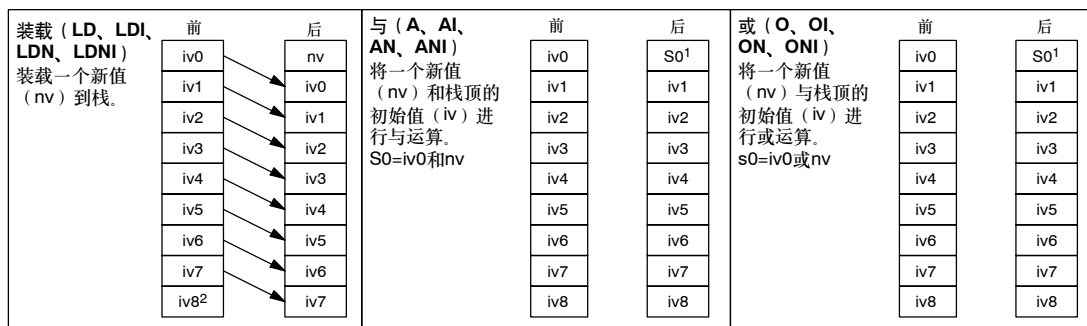 装载（LD、LDI、
LDN、LDNI）
装载一个新值
（nv）到栈。
前
iv0
iv1
iv2
iv3
iv4
iv5
iv6
iv7
iv8²
后
nv
iv0
iv1
iv2
iv3
iv4
iv5
iv6
iv7
与（A、AI、
AN、ANI）
将一个新值
（nv）和栈顶的
初始值（iv）进
行与运算。
S0=iv0和nv
前
iv0
iv1
iv2
iv3
iv4
iv5
iv6
iv7
iv8
后
S0¹
iv1
iv2
iv3
iv4
iv5
iv6
iv7
iv8
或（O、OI、
ON、ONI）
将一个新值
（nv）与栈顶的
初始值（iv）进
行或运算。
s0=iv0或nv
前
iv0
iv1
iv2
iv3
iv4
iv5
iv6
iv7
iv8
后
S0¹
iv1
iv2
iv3
iv4
iv5
iv6
iv7
iv8